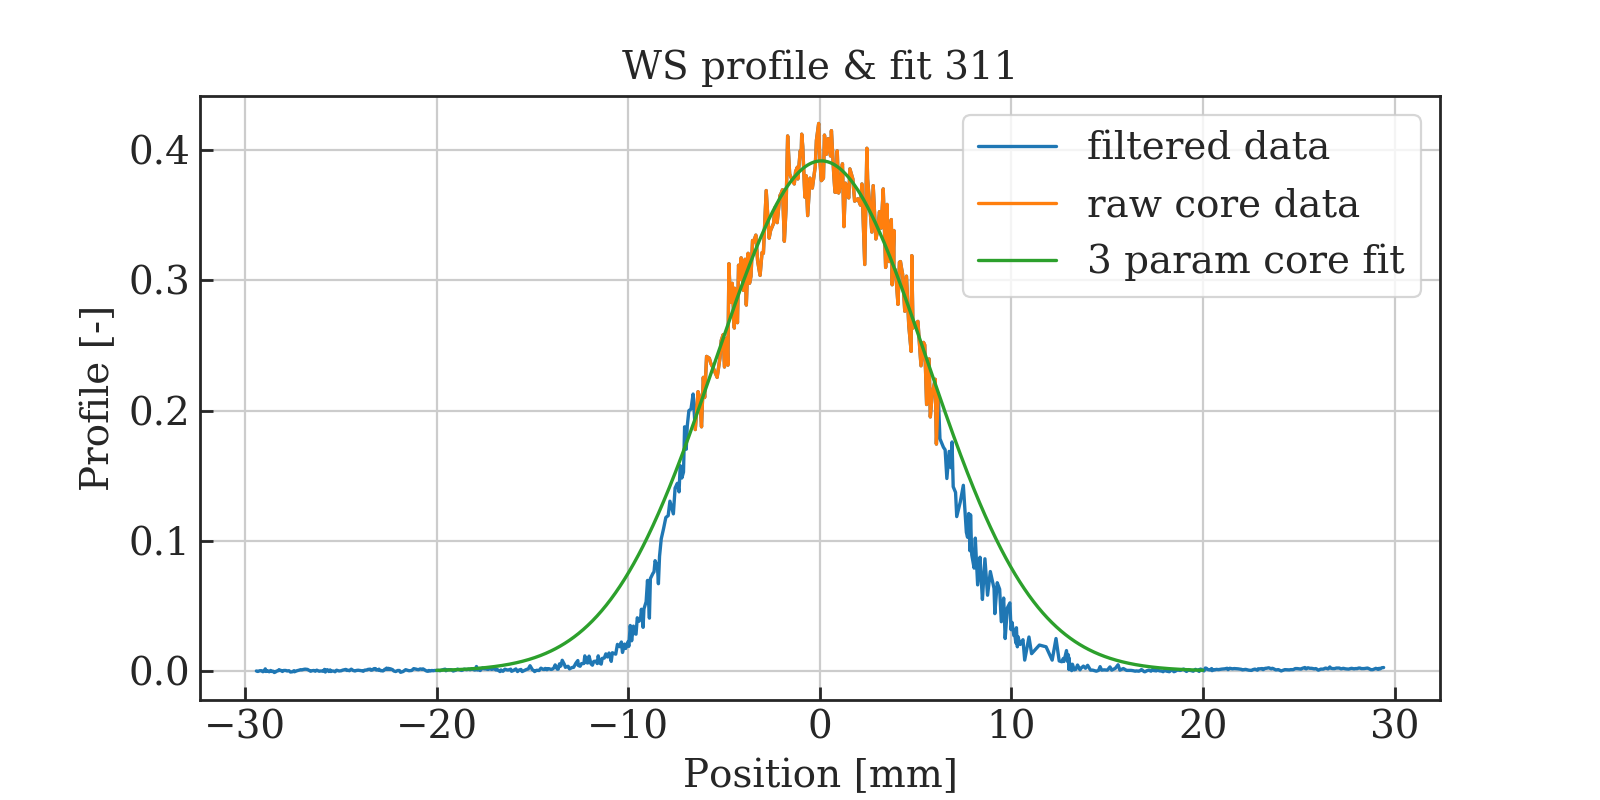 WS profile & fit 311
filtered data
raw core data
3 param core fit
Profile [-]
0.4
0.3
0.2
0.1
0.0
−30 −20 −10 0 10 20 30
Position [mm]